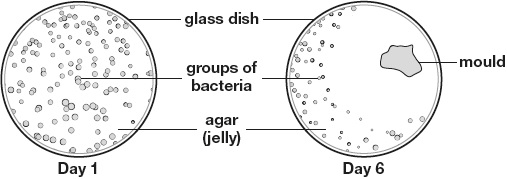 glass dish
groups of
bacteria
mould
agar
(jelly)
Day 1
Day 6